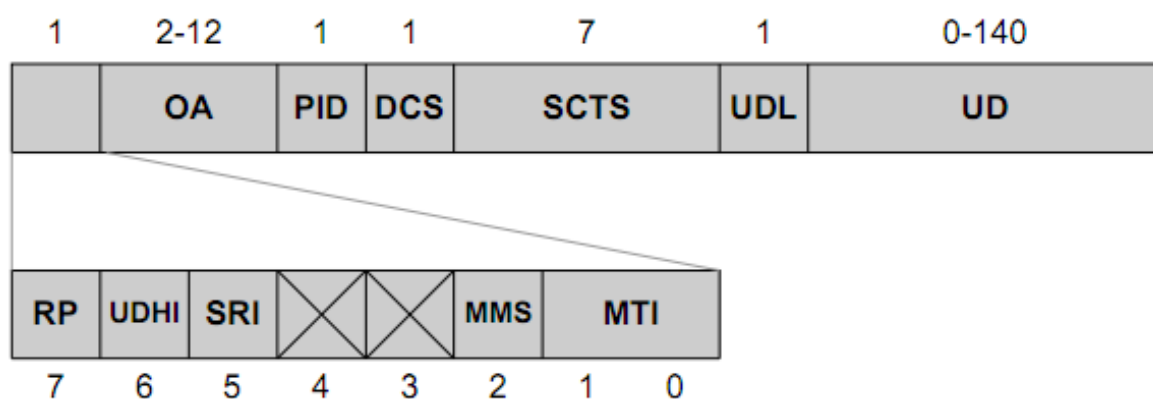 1 2-12 1 1 7 1 0-140
OA PID DCS SCTS UDL UD
RP UDHI SRI MMS MTI
7 6 5 4 3 2 1 0